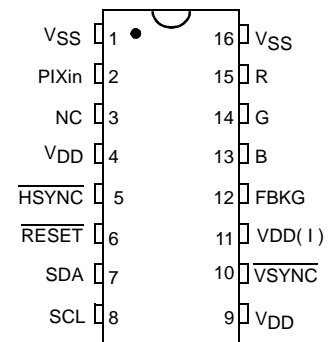 VSS 1 16 VSS
PIXin 2 15 R
NC 3 14 G
VDD 4 13 B
HSYNC 5 12 FBKG
RESET 6 11 VDD( I )
SDA 7 10 VSYNC
SCL 8 9 VDD